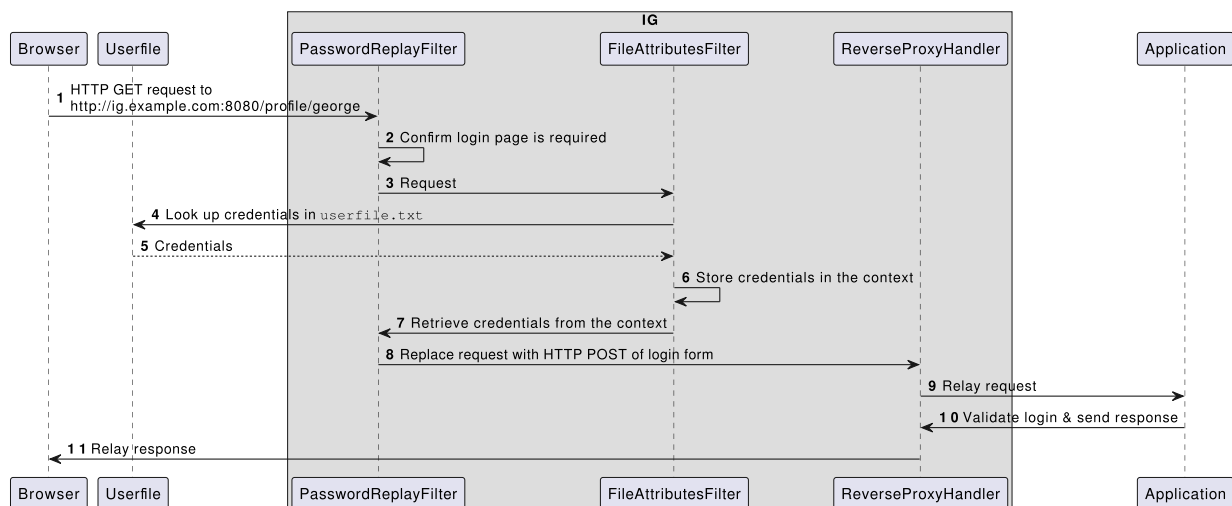 IG
Browser
Userfile
PasswordReplayFilter
FileAttributesFilter
ReverseProxyHandler
Application
1 HTTP GET request to
http://ig.example.com:8080/profile/george
2 Confirm login page is required
3 Request
4 Look up credentials in userfile.txt
5 Credentials
6 Store credentials in the context
7 Retrieve credentials from the context
8 Replace request with HTTP POST of login form
9 Relay request
10 Validate login & send response
11 Relay response
Browser
Userfile
PasswordReplayFilter
FileAttributesFilter
ReverseProxyHandler
Application